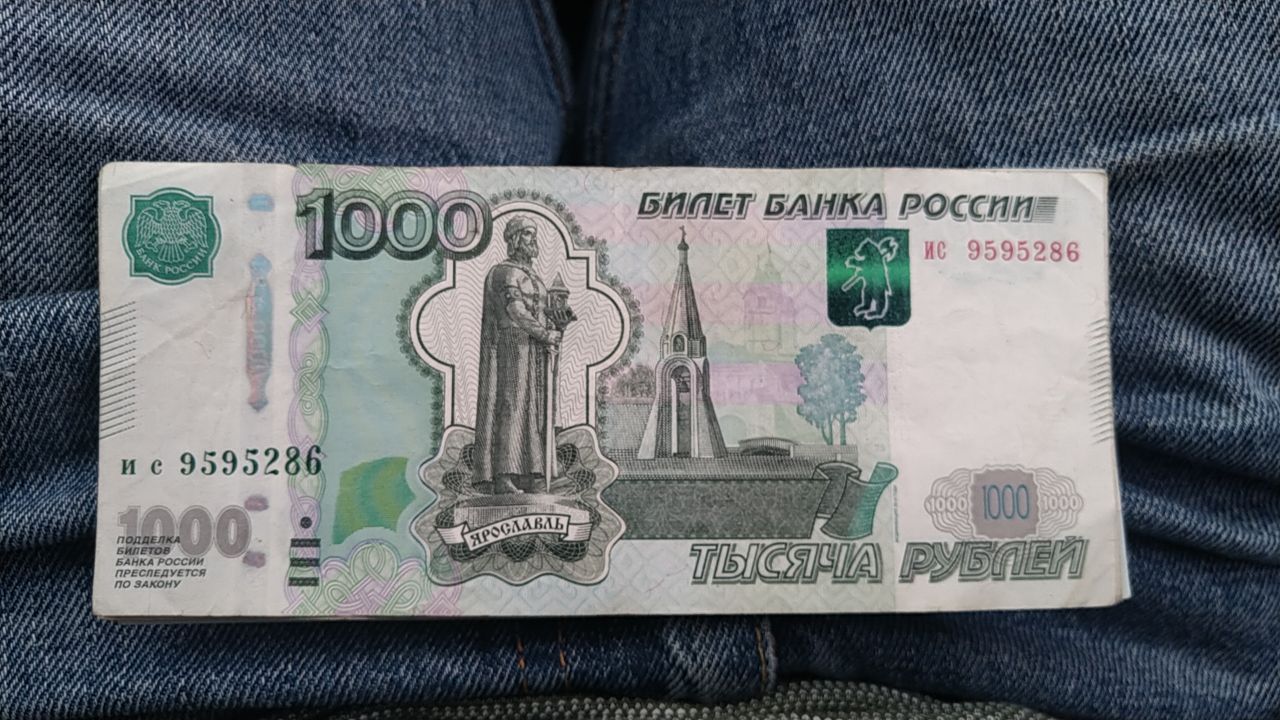 БИЛЕТ БАНКА РОССИИ
1000
БАНК РОССИИ
ис 9595286
и с 9595286
1000
ПОДДЕЛКА
БИЛЕТОВ
БАНКА РОССИИ
ПРЕСЛЕДУЕТСЯ
ПО ЗАКОНУ
ЯРОСЛАВЛЬ
1000 1000 1000
ТЫСЯЧА РУБЛЕЙ